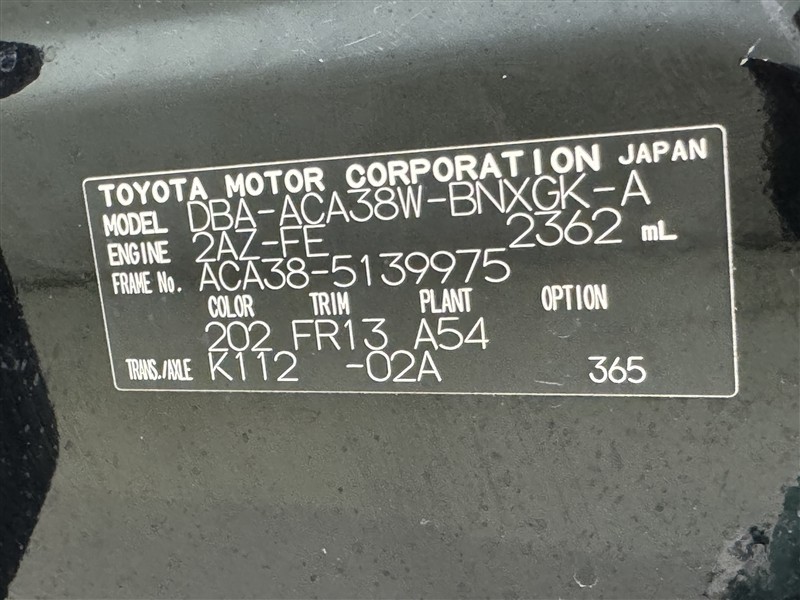 TOYOTA MOTOR CORPORATION JAPAN
MODEL DBA-ACA38W-BNXGK-A
ENGINE 2AZ-FE 2362 mL
FRAME No. ACA38-5139975
COLOR TRIM PLANT OPTION
202 FR13 A54
TRANS./AXLE K112 -02A 365